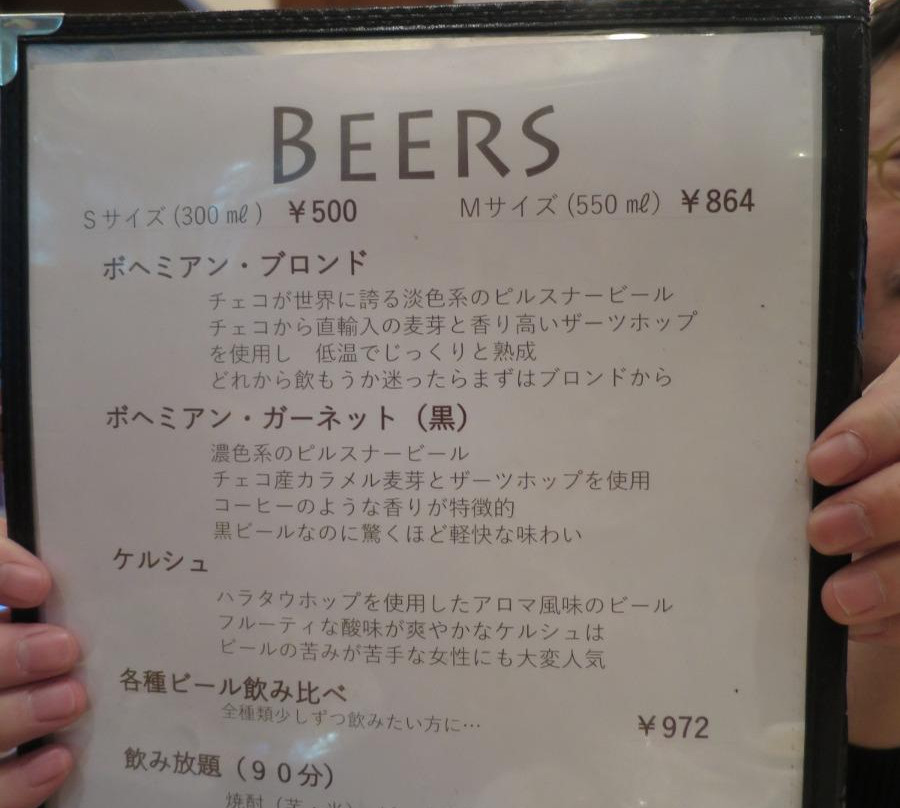 BEERS
Sサイズ (300 ㎖) ¥500 Mサイズ (550 ㎖) ¥864
ボヘミアン・ブロンド
チェコが世界に誇る淡色系のピルスナービール
チェコから直輸入の麦芽と香り高いザーツホップ
を使用し 低温でじっくりと熟成
どれから飲もうか迷ったらまずはブロンドから
ボヘミアン・ガーネット（黒）
濃色系のピルスナービール
チェコ産カラメル麦芽とザーツホップを使用
コーヒーのような香りが特徴的
黒ビールなのに驚くほど軽快な味わい
ケルシュ
ハラタウホップを使用したアロマ風味のビール
フルーティな酸味が爽やかなケルシュは
ビールの苦みが苦手な女性にも大変人気
各種ビール飲み比べ
全種類少しずつ飲みたい方に… ¥972
飲み放題（９０分）
焼酎